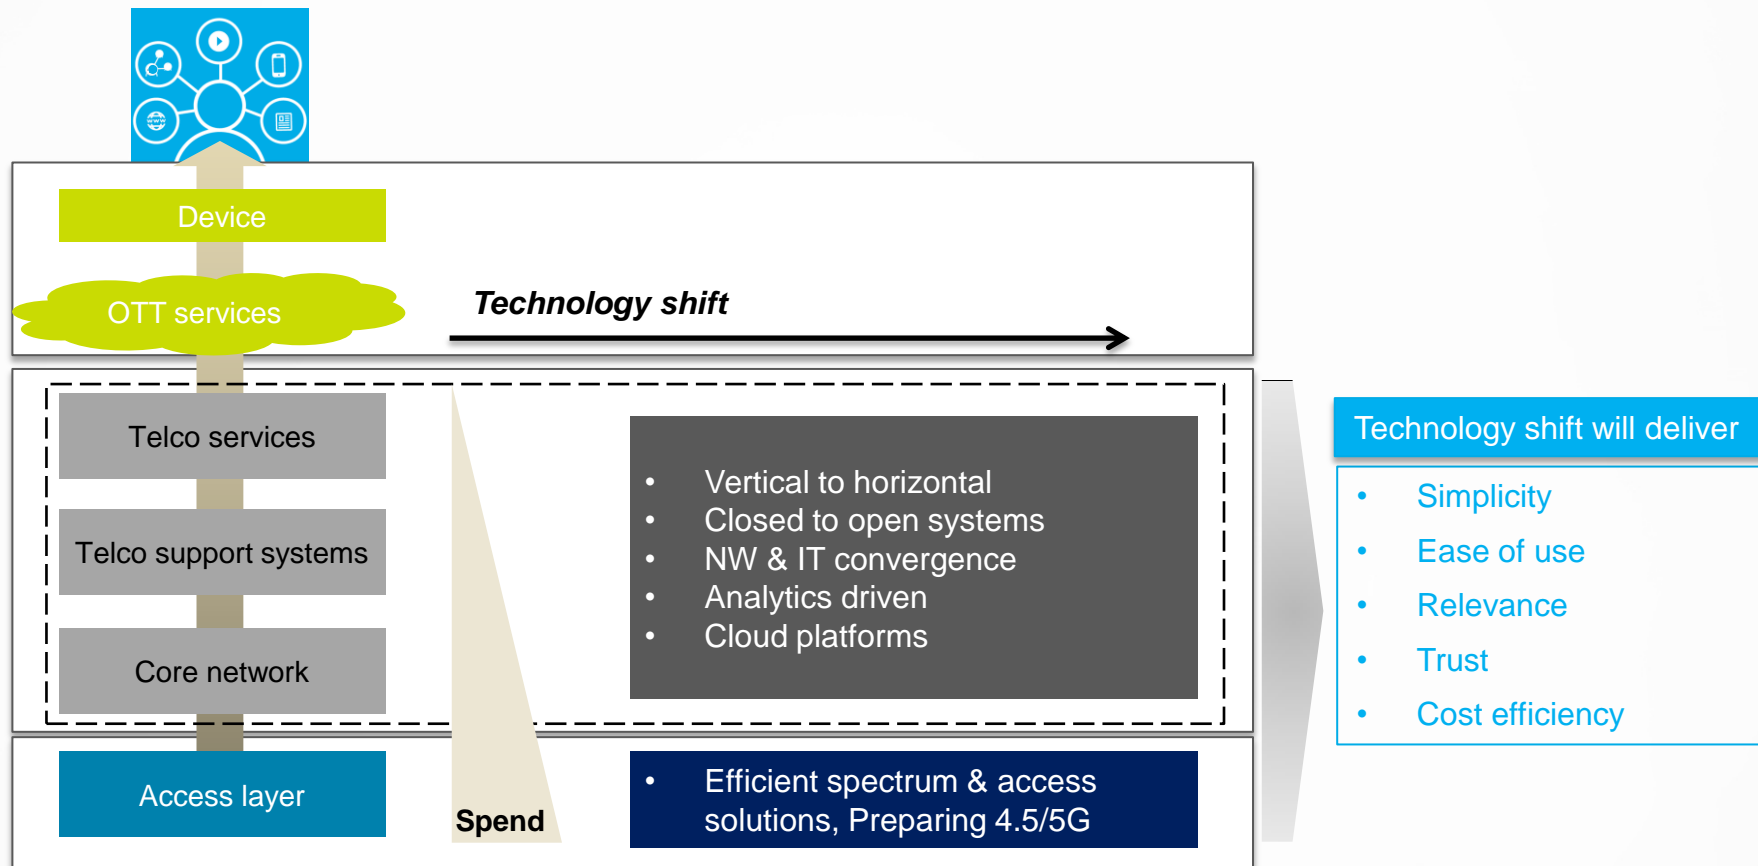 www
Device
OTT services
Technology shift
Telco services
Telco support systems
Core network
• Vertical to horizontal
• Closed to open systems
• NW & IT convergence
• Analytics driven
• Cloud platforms
Technology shift will deliver
• Simplicity
• Ease of use
• Relevance
• Trust
• Cost efficiency
Access layer
Spend
• Efficient spectrum & access
solutions, Preparing 4.5/5G